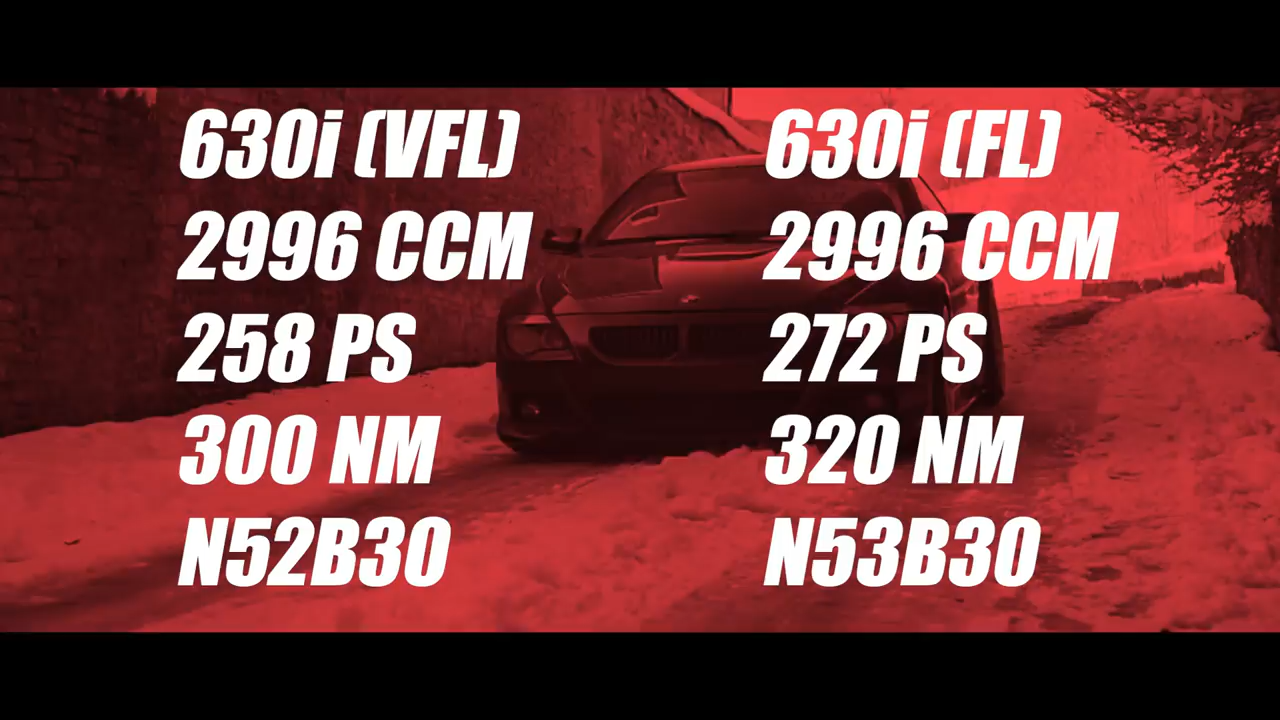 630i (VFL)
2996 CCM
258 PS
300 NM
N52B30
630i (FL)
2996 CCM
272 PS
320 NM
N53B30